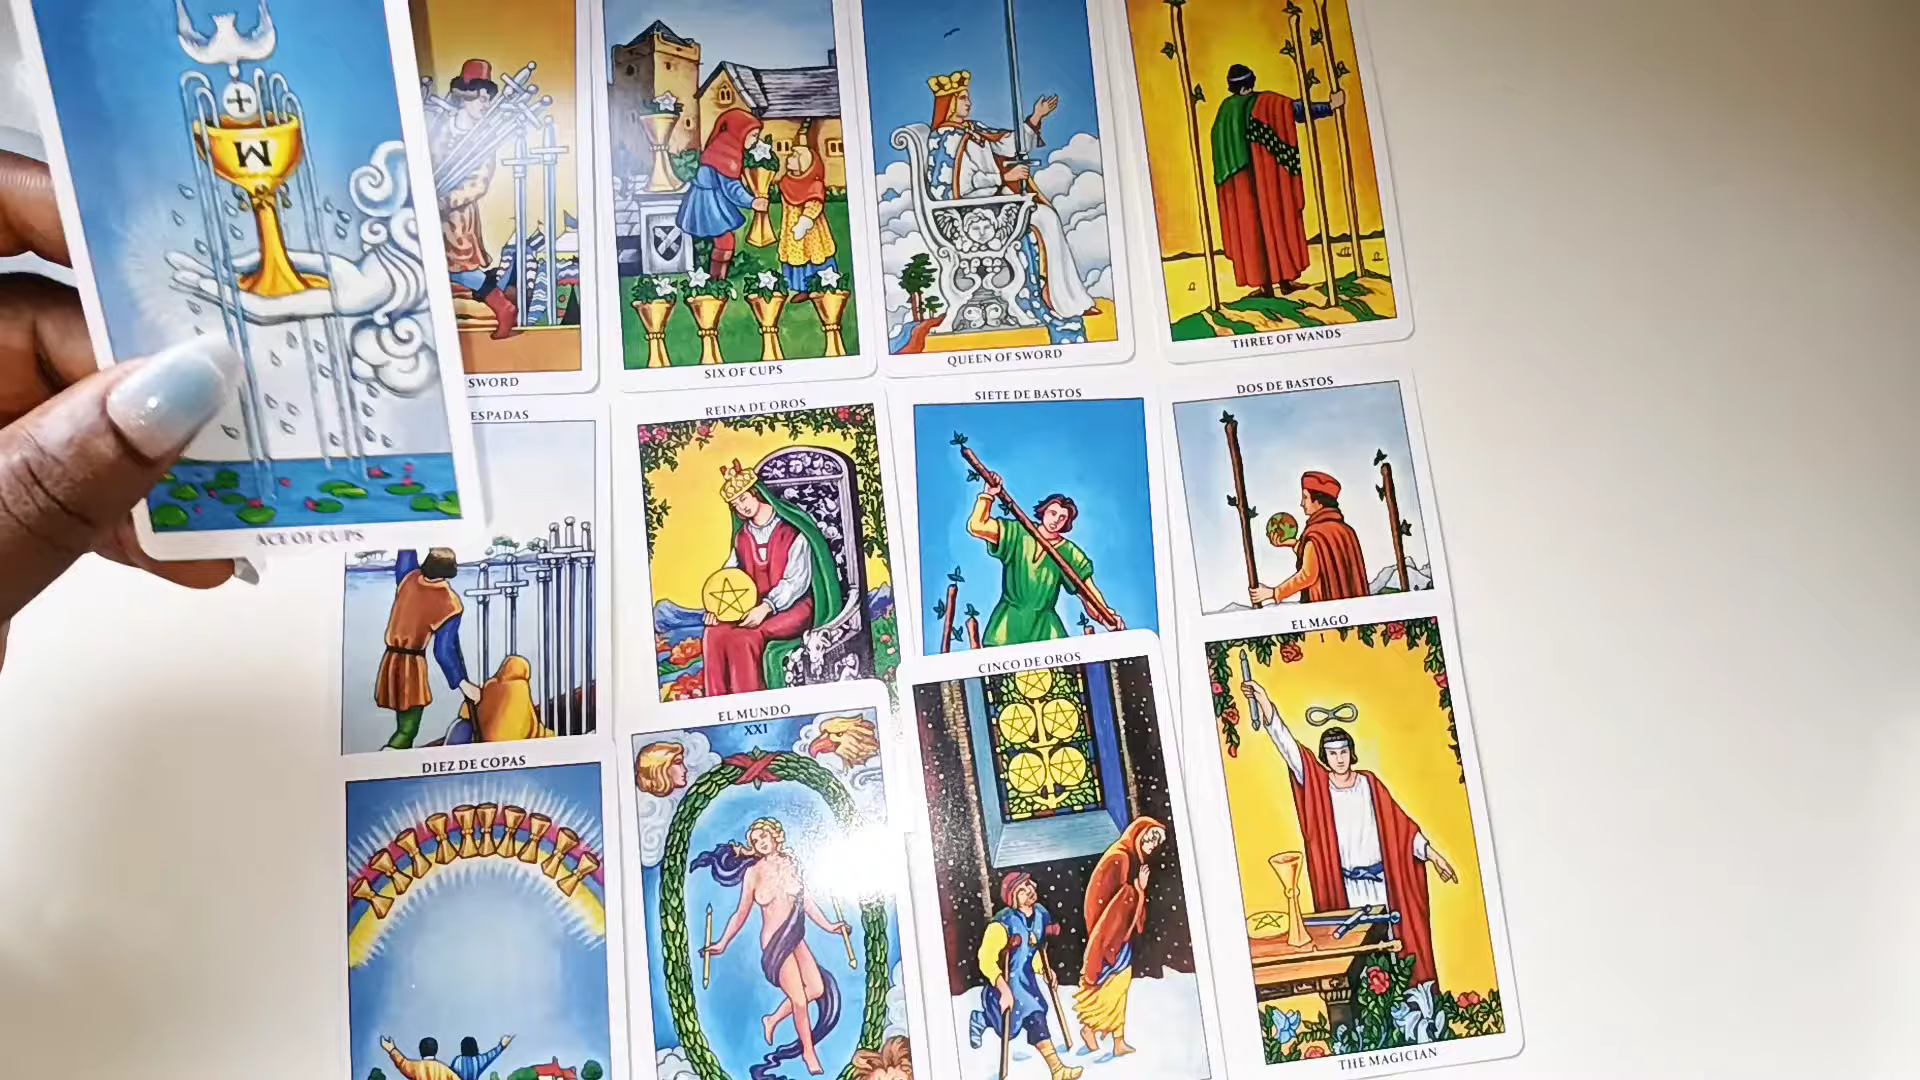 M
ACE OF CUPS
SWORD
SIX OF CUPS
QUEEN OF SWORD
THREE OF WANDS
ESPADAS
REINA DE OROS
SIETE DE BASTOS
DOS DE BASTOS
DIEZ DE COPAS
EL MUNDO
XXI
CINCO DE OROS
EL MAGO
I
THE MAGICIAN